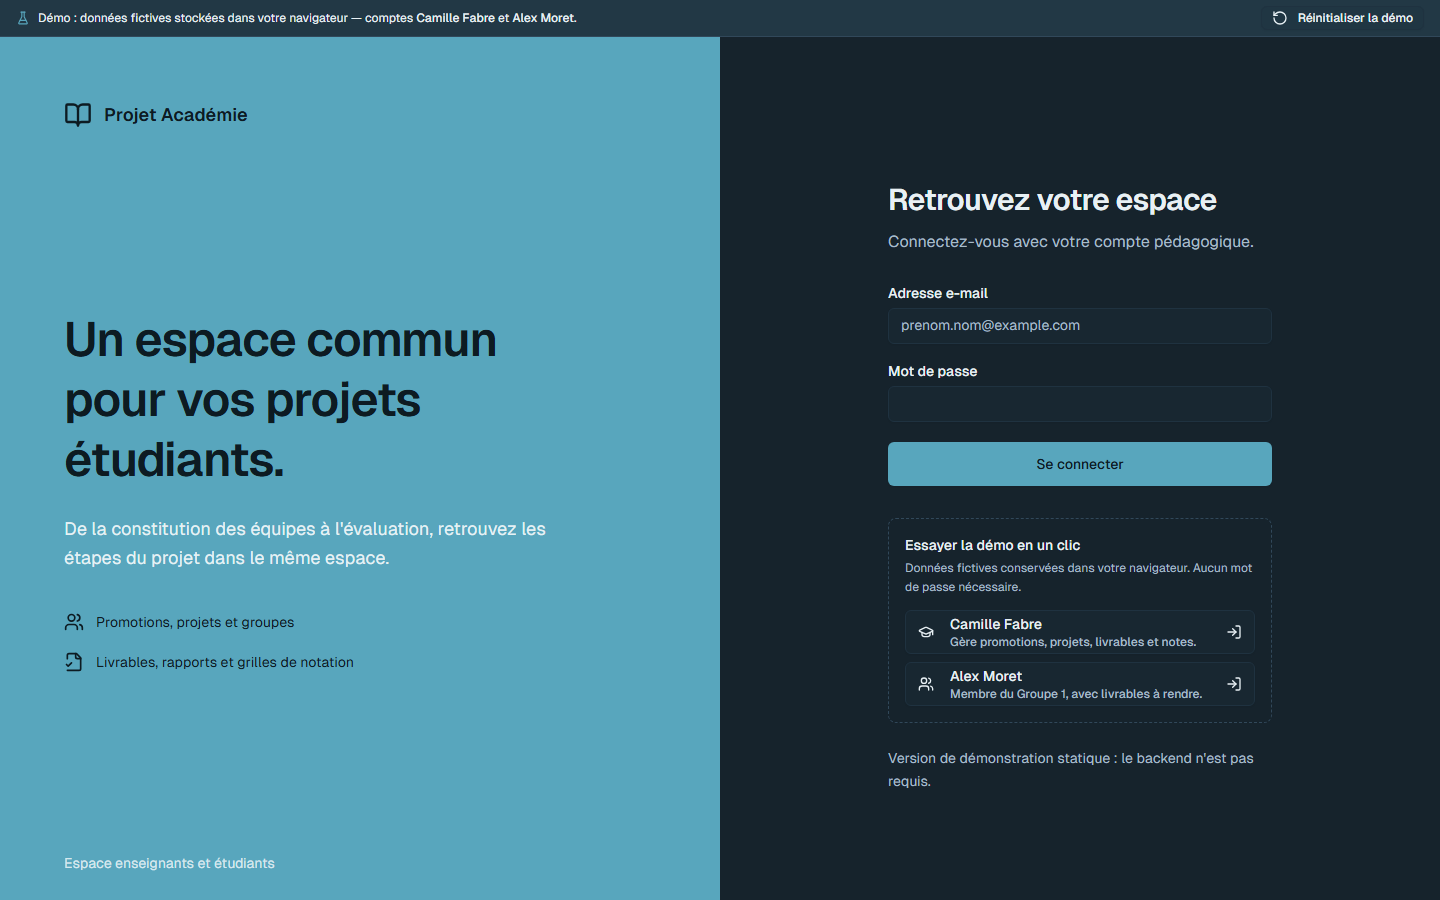 Démo : données fictives stockées dans votre navigateur — comptes Camille Fabre et Alex Moret.
Réinitialiser la démo
Projet Académie
Un espace commun
pour vos projets
étudiants.
De la constitution des équipes à l'évaluation, retrouvez les
étapes du projet dans le même espace.
Promotions, projets et groupes
Livrables, rapports et grilles de notation
Espace enseignants et étudiants
Retrouvez votre espace
Connectez-vous avec votre compte pédagogique.
Adresse e-mail
prenom.nom@example.com
Mot de passe
Se connecter
Essayer la démo en un clic
Données fictives conservées dans votre navigateur. Aucun mot
de passe nécessaire.
Camille Fabre
Gère promotions, projets, livrables et notes.
Alex Moret
Membre du Groupe 1, avec livrables à rendre.
Version de démonstration statique : le backend n'est pas
requis.